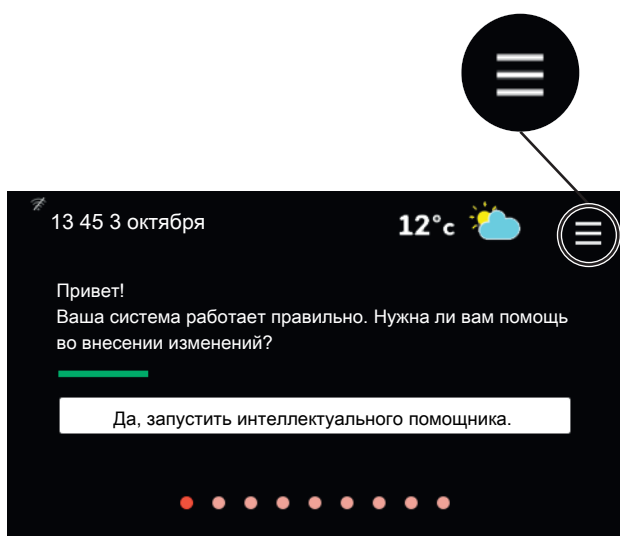 13 45 3 октября
12°c
Привет!
Ваша система работает правильно. Нужна ли вам помощь
во внесении изменений?
Да, запустить интеллектуального помощника.